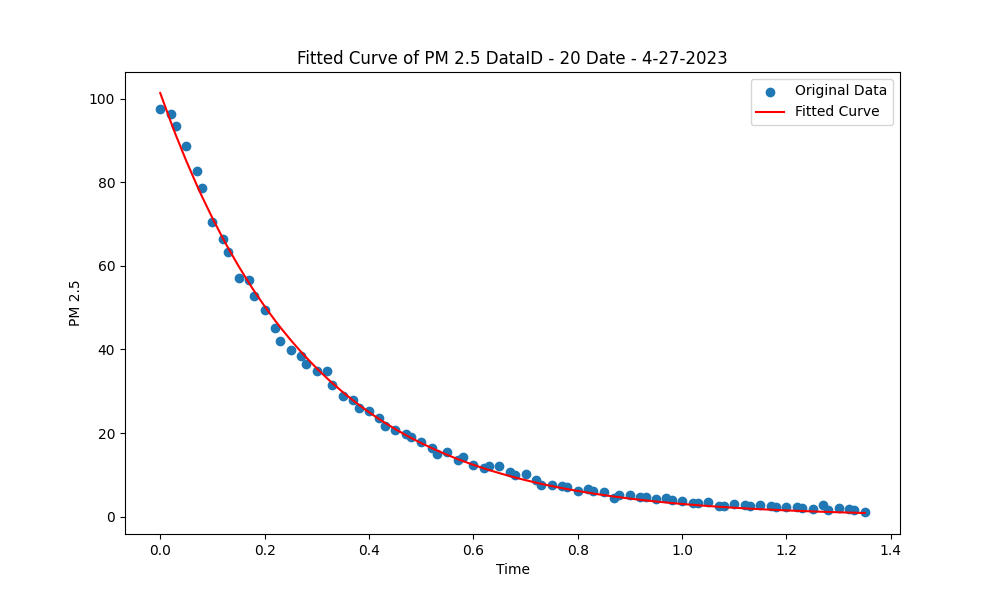 Fitted Curve of PM 2.5 DataID - 20 Date - 4-27-2023
Original Data
Fitted Curve
100
80
60
40
20
0
PM 2.5
0.0 0.2 0.4 0.6 0.8 1.0 1.2 1.4
Time